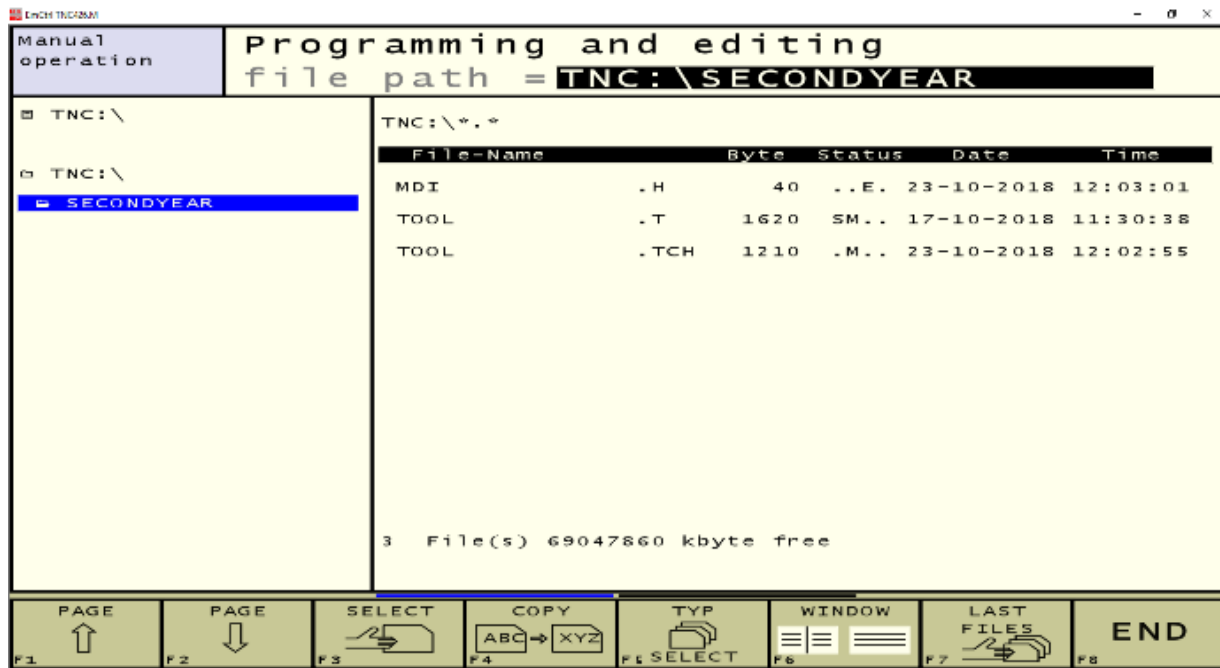 EmCH TNC426.M
Manual
operation
Programming and editing
file path =TNC:\SECONDYEAR
TNC:\
TNC:\
SECONDYEAR
TNC:\*.*
File-Name Byte Status Date Time
MDI .H 40 ..E. 23-10-2018 12:03:01
TOOL .T 1620 SM.. 17-10-2018 11:30:38
TOOL .TCH 1210 .M.. 23-10-2018 12:02:55
3 File(s) 69047860 kbyte free
PAGE
F1
PAGE
F2
SELECT
F3
COPY
ABC XYZ
F4
TYP
SELECT
F5
WINDOW
F6
LAST
FILES
F7
END
F8